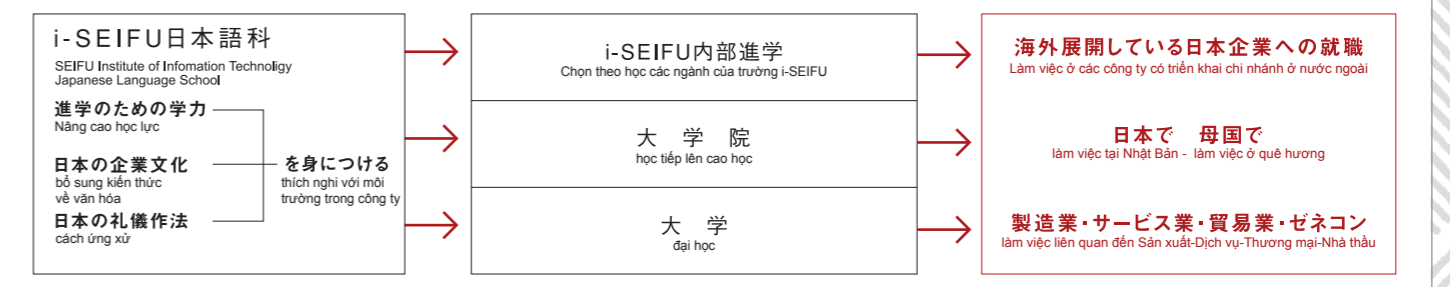 i-SEIFU日本語科
SEIFU Institute of Infomation Technoligy
Japanese Language School
進学のための学力
Nâng cao học lực
日本の企業文化
bổ sung kiến thức
về văn hóa
日本の礼儀作法
cách ứng xử
を身につける
thích nghi với môi
trường trong công ty
i-SEIFU内部進学
Chọn theo học các ngành của trường i-SEIFU
大 学 院
học tiếp lên cao học
大 学
đại học
海外展開している日本企業への就職
Làm việc ở các công ty có triển khai chi nhánh ở nước ngoài
日本で 母国で
làm việc tại Nhật Bản - làm việc ở quê hương
製造業・サービス業・貿易業・ゼネコン
làm việc liên quan đến Sản xuất-Dịch vụ-Thương mại-Nhà thầu